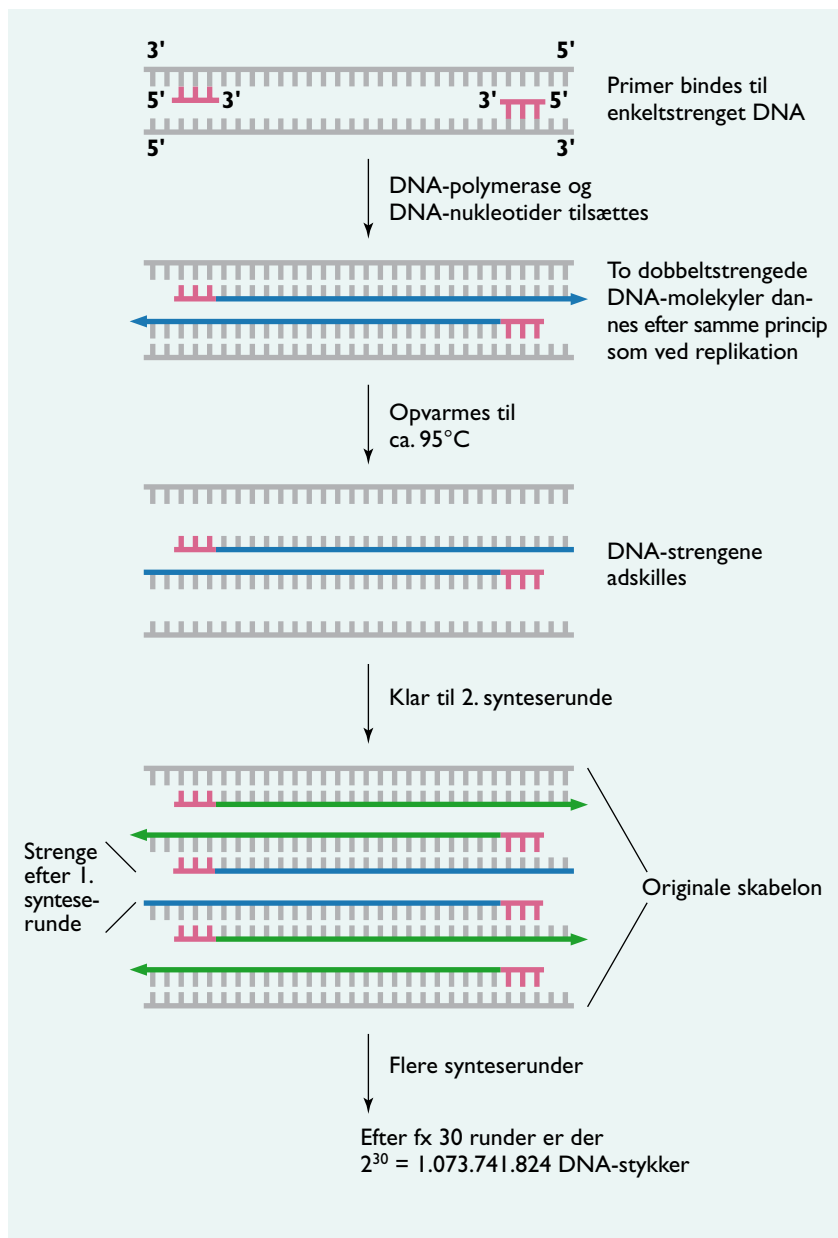 3' 5'
5' 3' 3' 5'
5' 3'
Primer bindes til
enkeltstrenget DNA
DNA-polymerase og
DNA-nukleotider tilsættes
To dobbeltstrengede
DNA-molekyler dan-
nes efter samme princip
som ved replikation
Opvarmes til
ca. 95°C
DNA-strengene
adskilles
Klar til 2. synteserunde
Strenge
efter 1.
syntese-
runde
Originale skabelon
Flere synteserunder
Efter fx 30 runder er der
2³⁰ = 1.073.741.824 DNA-stykker